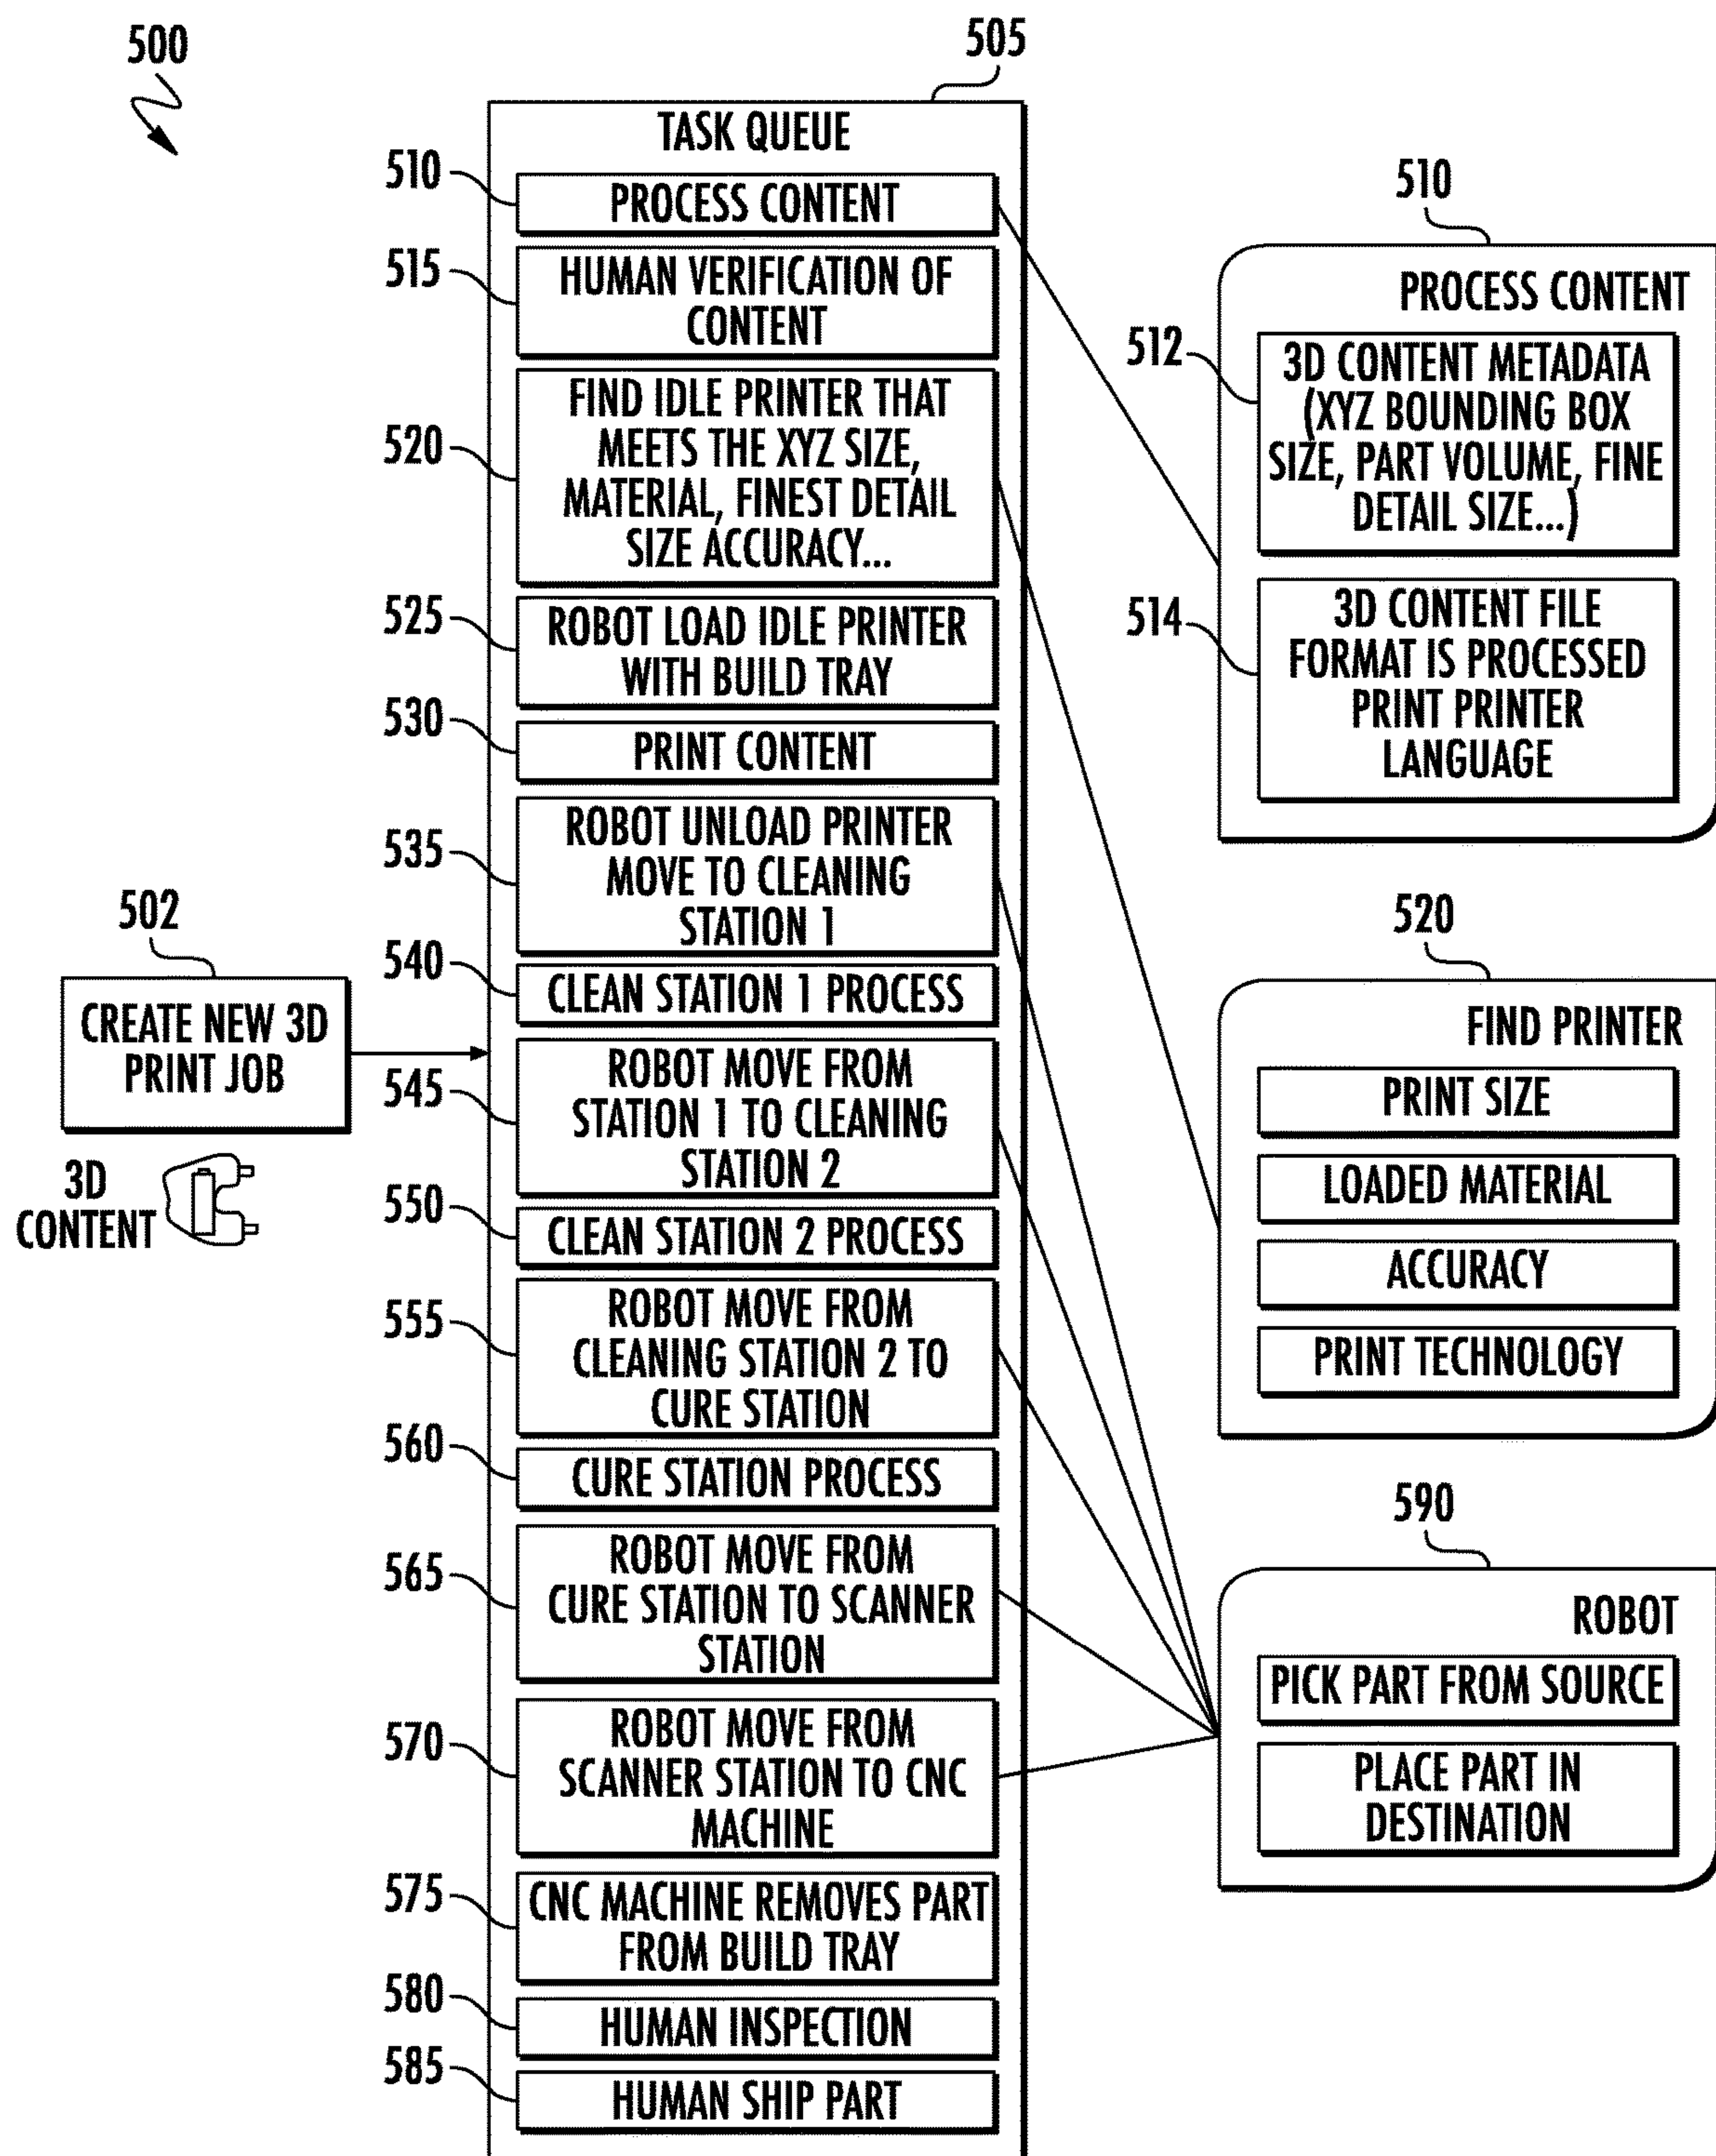 500
505
TASK QUEUE
510
PROCESS CONTENT
515
HUMAN VERIFICATION OF
CONTENT
520
FIND IDLE PRINTER THAT
MEETS THE XYZ SIZE,
MATERIAL, FINEST DETAIL
SIZE ACCURACY...
525
ROBOT LOAD IDLE PRINTER
WITH BUILD TRAY
530
PRINT CONTENT
535
ROBOT UNLOAD PRINTER
MOVE TO CLEANING
STATION 1
502
CREATE NEW 3D
PRINT JOB
3D
CONTENT
540
CLEAN STATION 1 PROCESS
545
ROBOT MOVE FROM
STATION 1 TO CLEANING
STATION 2
550
CLEAN STATION 2 PROCESS
555
ROBOT MOVE FROM
CLEANING STATION 2 TO
CURE STATION
560
CURE STATION PROCESS
565
ROBOT MOVE FROM
CURE STATION TO SCANNER
STATION
570
ROBOT MOVE FROM
SCANNER STATION TO CNC
MACHINE
575
CNC MACHINE REMOVES PART
FROM BUILD TRAY
580
HUMAN INSPECTION
585
HUMAN SHIP PART
510
PROCESS CONTENT
512
3D CONTENT METADATA
(XYZ BOUNDING BOX
SIZE, PART VOLUME, FINE
DETAIL SIZE...)
514
3D CONTENT FILE
FORMAT IS PROCESSED
PRINT PRINTER
LANGUAGE
520
FIND PRINTER
PRINT SIZE
LOADED MATERIAL
ACCURACY
PRINT TECHNOLOGY
590
ROBOT
PICK PART FROM SOURCE
PLACE PART IN
DESTINATION